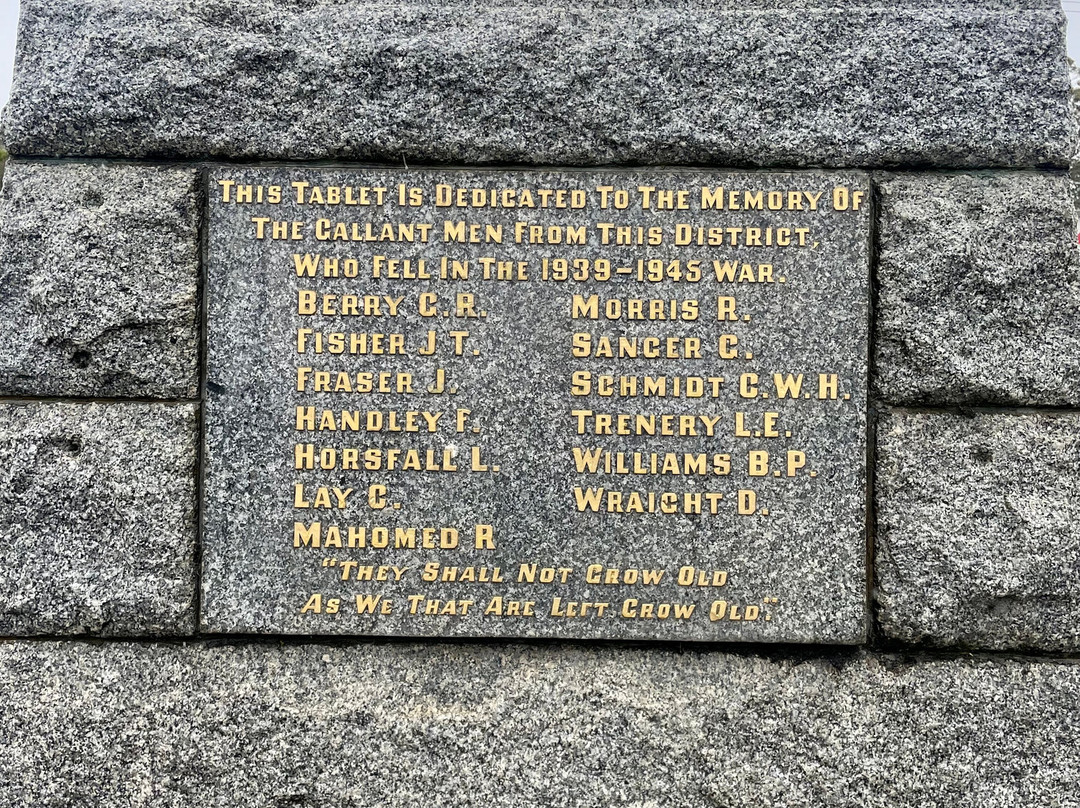 THIS TABLET IS DEDICATED TO THE MEMORY OF
THE GALLANT MEN FROM THIS DISTRICT,
WHO FELL IN THE 1939-1945 WAR.
BERRY G.R.
FISHER J T.
FRASER J.
HANDLEY F.
HORSFALL L.
LAY G.
MAHOMED R
MORRIS R.
SANGER G.
SCHMIDT G.W.H.
TRENERY L.E.
WILLIAMS B.P.
WRAIGHT D.
"THEY SHALL NOT GROW OLD
AS WE THAT ARE LEFT GROW OLD".